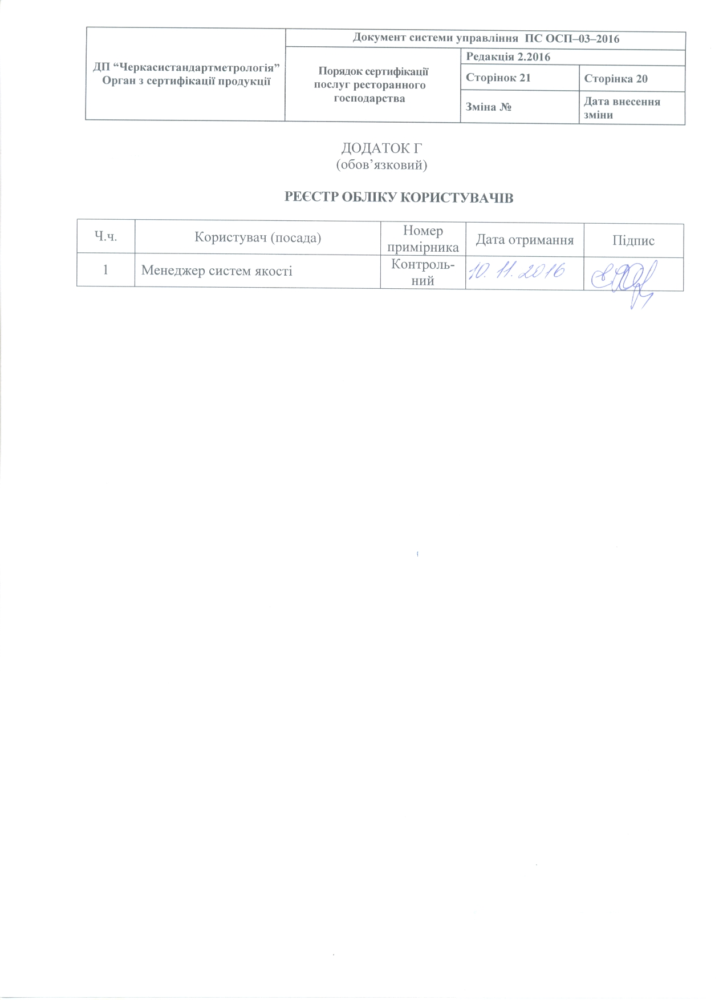 ДП “Черкасистандартметрологія”
Орган з сертифікації продукції
Документ системи управління ПС ОСП–03–2016
Порядок сертифікації
послуг ресторанного
господарства
Редакція 2.2016
Сторінок 21
Сторінка 20
Зміна №
Дата внесення
зміни
ДОДАТОК Г
(обов’язковий)
РЕЄСТР ОБЛІКУ КОРИСТУВАЧІВ
Ч.ч.
Користувач (посада)
Номер
примірника
Дата отримання
Підпис
1
Менеджер систем якості
Контроль-
ний
10. 11. 2016